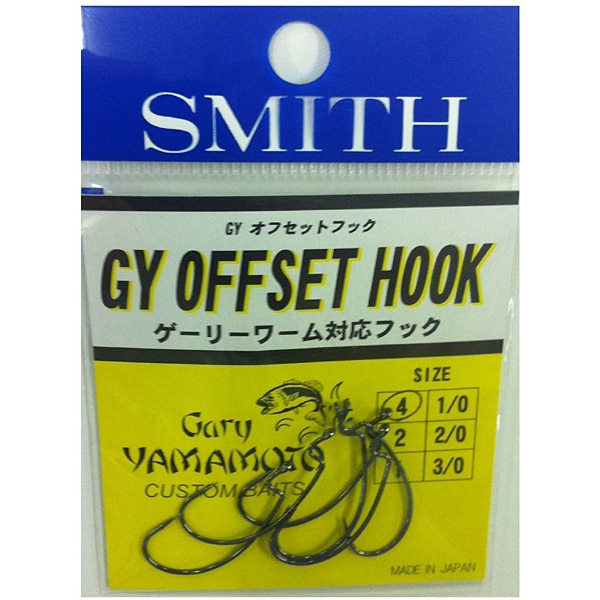 SMITH
GY オフセットフック
GY OFFSET HOOK
ゲーリーワーム対応フック
SIZE
4 1/0
2 2/0
1 3/0
Gary
YAMAMOTO
CUSTOM BAITS
MADE IN JAPAN